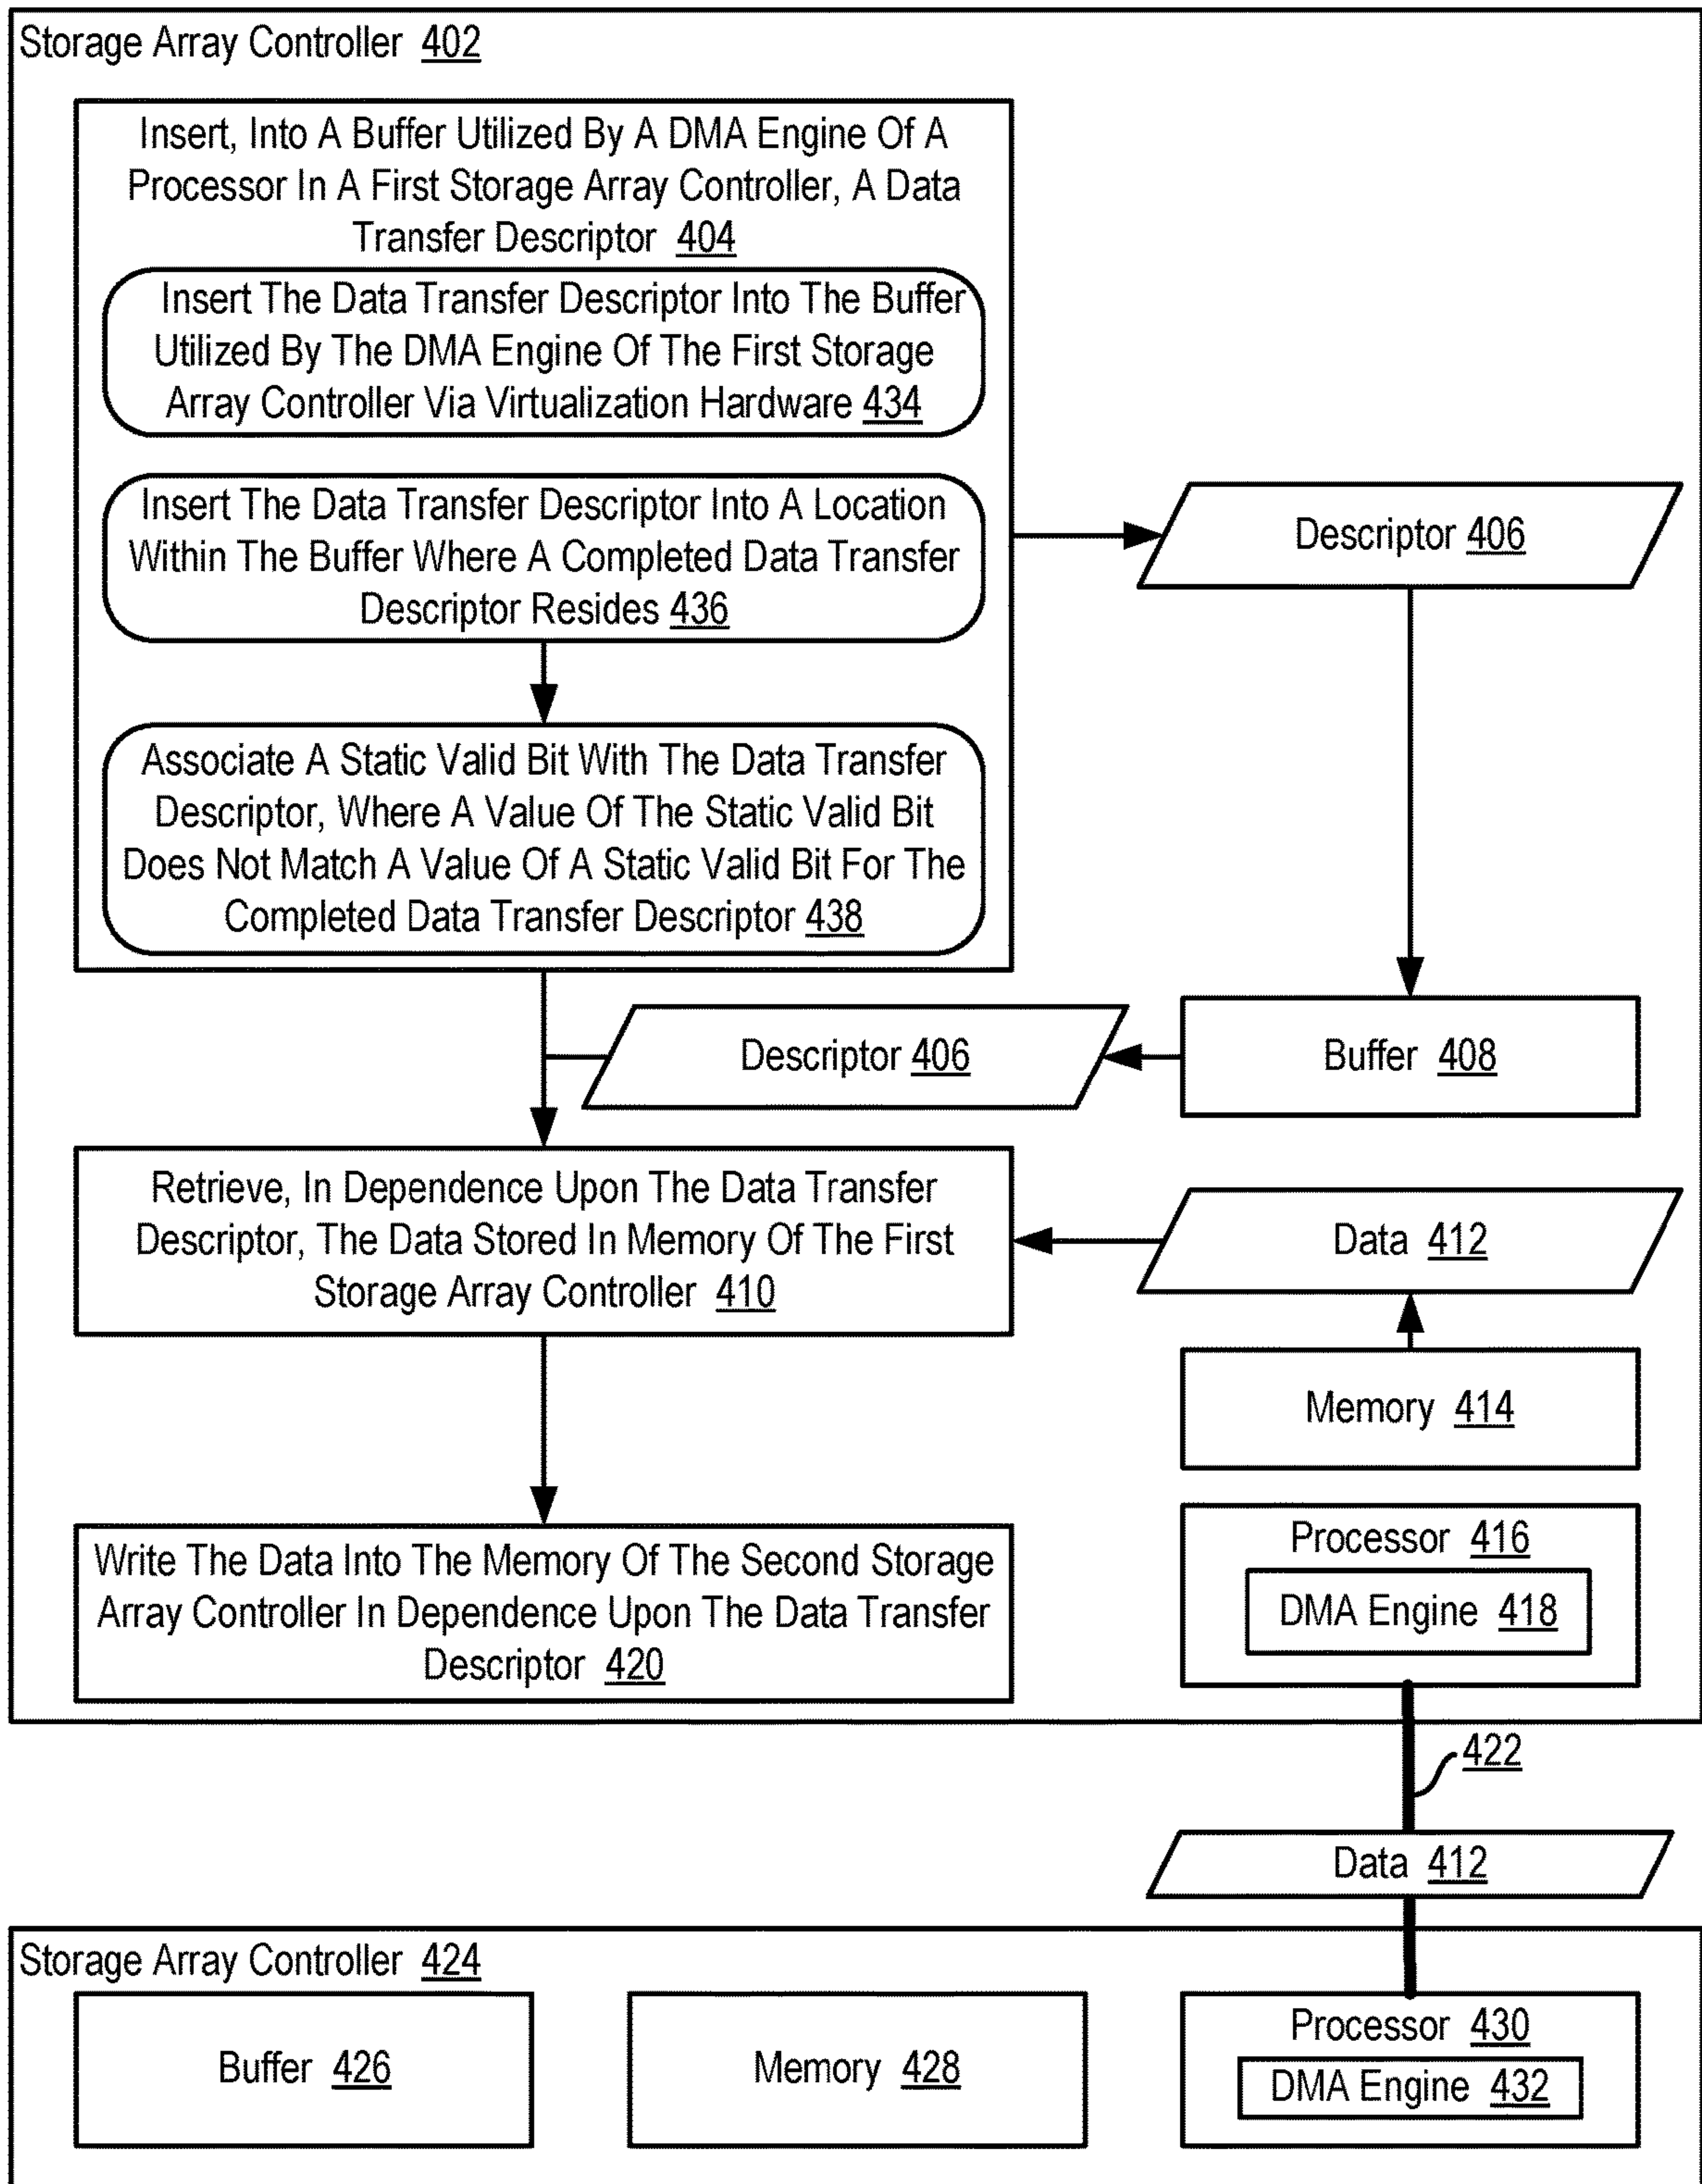 Storage Array Controller 402
Insert, Into A Buffer Utilized By A DMA Engine Of A
Processor In A First Storage Array Controller, A Data
Transfer Descriptor 404
Insert The Data Transfer Descriptor Into The Buffer
Utilized By The DMA Engine Of The First Storage
Array Controller Via Virtualization Hardware 434
Insert The Data Transfer Descriptor Into A Location
Within The Buffer Where A Completed Data Transfer
Descriptor Resides 436
Descriptor 406
Associate A Static Valid Bit With The Data Transfer
Descriptor, Where A Value Of The Static Valid Bit
Does Not Match A Value Of A Static Valid Bit For The
Completed Data Transfer Descriptor 438
Descriptor 406
Buffer 408
Retrieve, In Dependence Upon The Data Transfer
Descriptor, The Data Stored In Memory Of The First
Storage Array Controller 410
Data 412
Memory 414
Write The Data Into The Memory Of The Second Storage
Array Controller In Dependence Upon The Data Transfer
Descriptor 420
Processor 416
DMA Engine 418
422
Data 412
Storage Array Controller 424
Buffer 426
Memory 428
Processor 430
DMA Engine 432